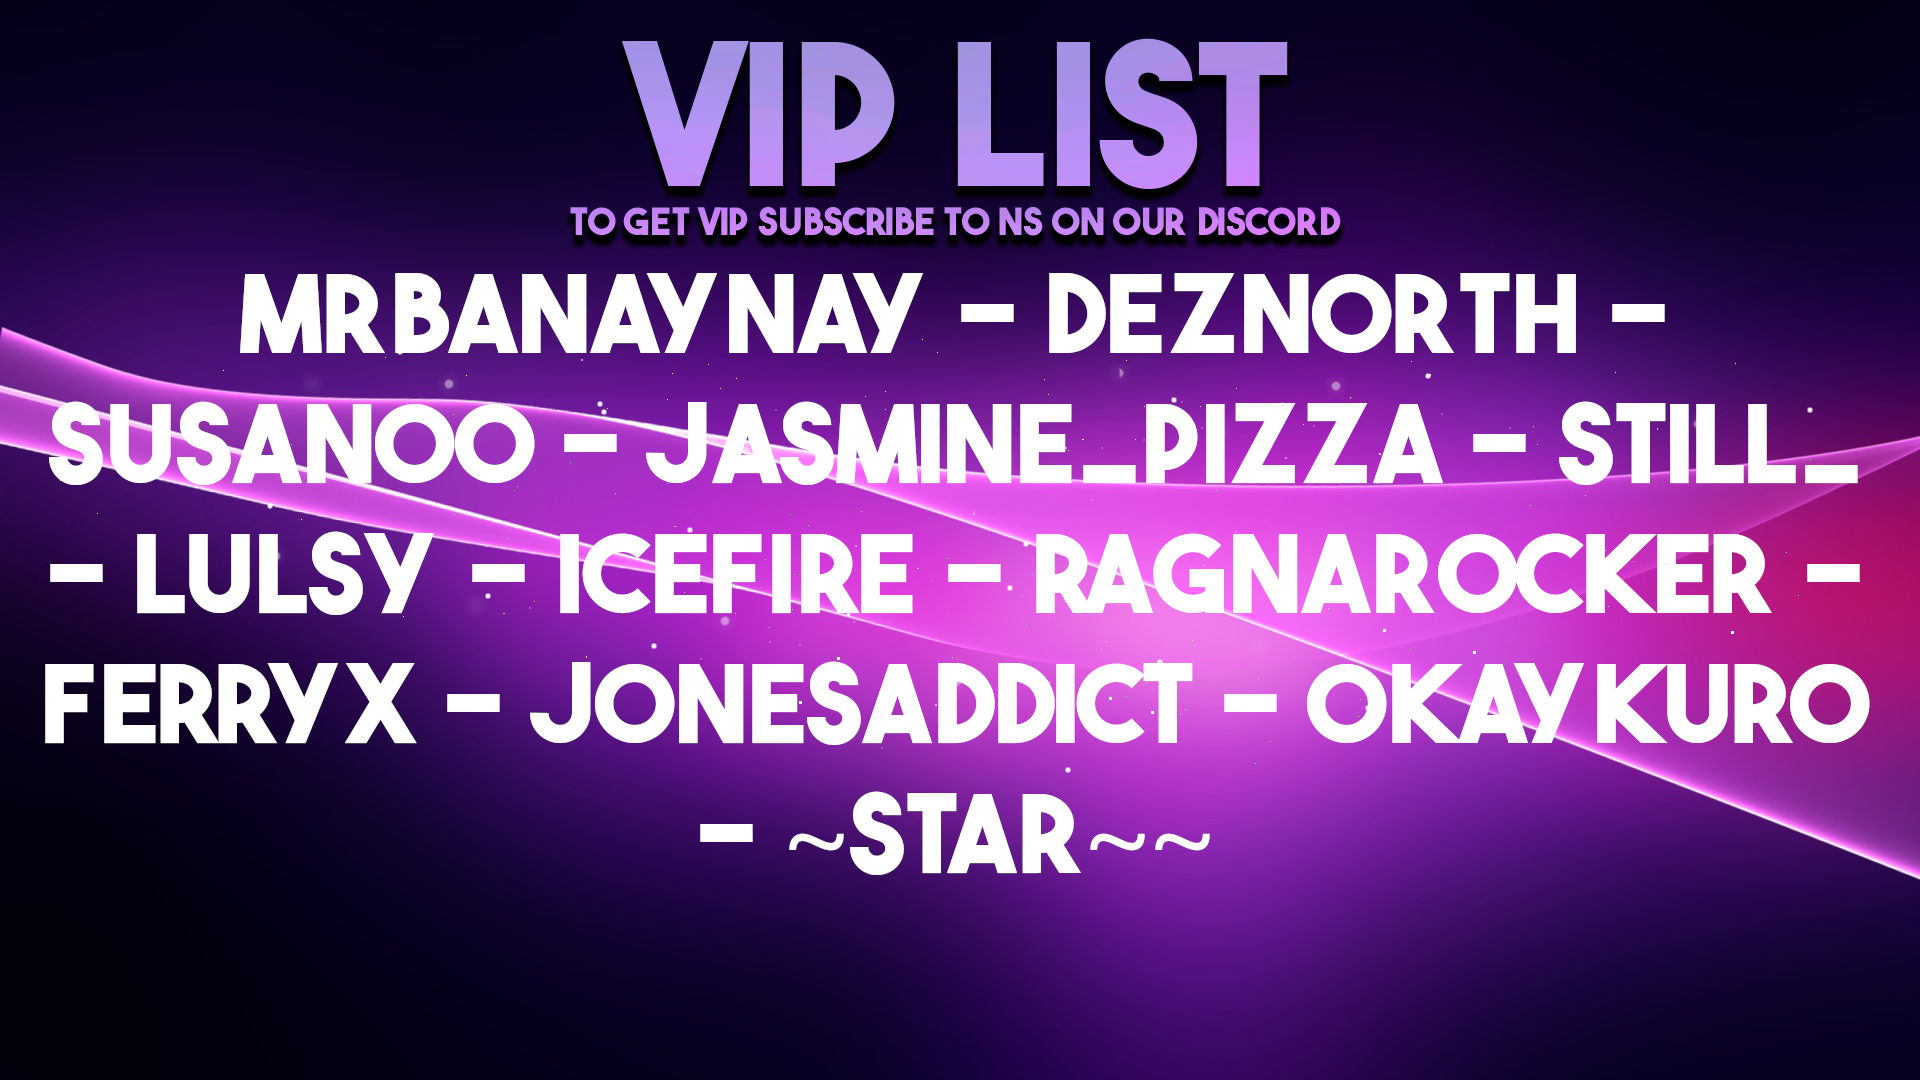 VIP LIST
TO GET VIP SUBSCRIBE TO NS ON OUR DISCORD
MRBANAYNAY - DEZNORTH -
SUSANOO - JASMINE_PIZZA - STILL_
- LULSY - ICEFIRE - RAGNAROCKER -
FERRYX - JONESADDICT - OKAYKURO
- ~STAR~~